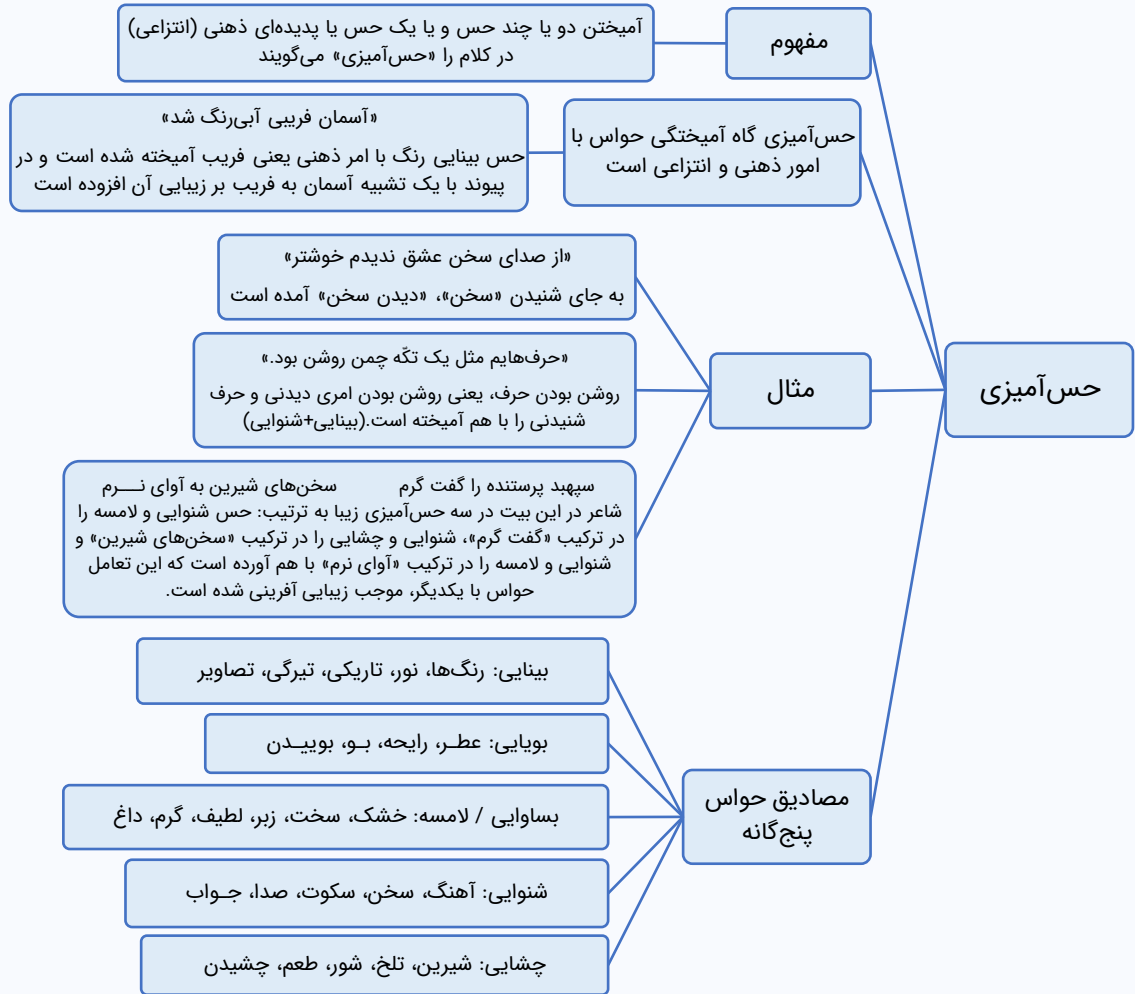 حس‌آمیزی
مفهوم
آمیختن دو یا چند حس و یا یک حس یا پدیده‌ای ذهنی (انتزاعی)
در کلام را «حس‌آمیزی» می‌گویند
حس‌آمیزی گاه آمیختگی حواس با
امور ذهنی و انتزاعی است
«آسمان فریبی آبی‌رنگ شد»
حس بینایی رنگ با امر ذهنی یعنی فریب آمیخته شده است و در
پیوند با یک تشبیه آسمان به فریب بر زیبایی آن افزوده است
مثال
«از صدای سخن عشق ندیدم خوشتر»
به جای شنیدن «سخن»، «دیدن سخن» آمده است
«حرف‌هایم مثل یک تکّه چمن روشن بود.»
روشن بودن حرف، یعنی روشن بودن امری دیدنی و حرف
شنیدنی را با هم آمیخته است.(بینایی+شنوایی)
سپهبد پرستنده را گفت گرم سخن‌های شیرین به آوای نـــرم
شاعر در این بیت در سه حس‌آمیزی زیبا به ترتیب: حس شنوایی و لامسه را
در ترکیب «گفت گرم»، شنوایی و چشایی را در ترکیب «سخن‌های شیرین» و
شنوایی و لامسه را در ترکیب «آوای نرم» با هم آورده است که این تعامل
حواس با یکدیگر، موجب زیبایی آفرینی شده است.
مصادیق حواس
پنج‌گانه
بینایی: رنگ‌ها، نور، تاریکی، تیرگی، تصاویر
بویایی: عطـر، رایحه، بـو، بوییـدن
بساوایی / لامسه: خشک، سخت، زبر، لطیف، گرم، داغ
شنوایی: آهنگ، سخن، سکوت، صدا، جـواب
چشایی: شیرین، تلخ، شور، طعم، چشیدن